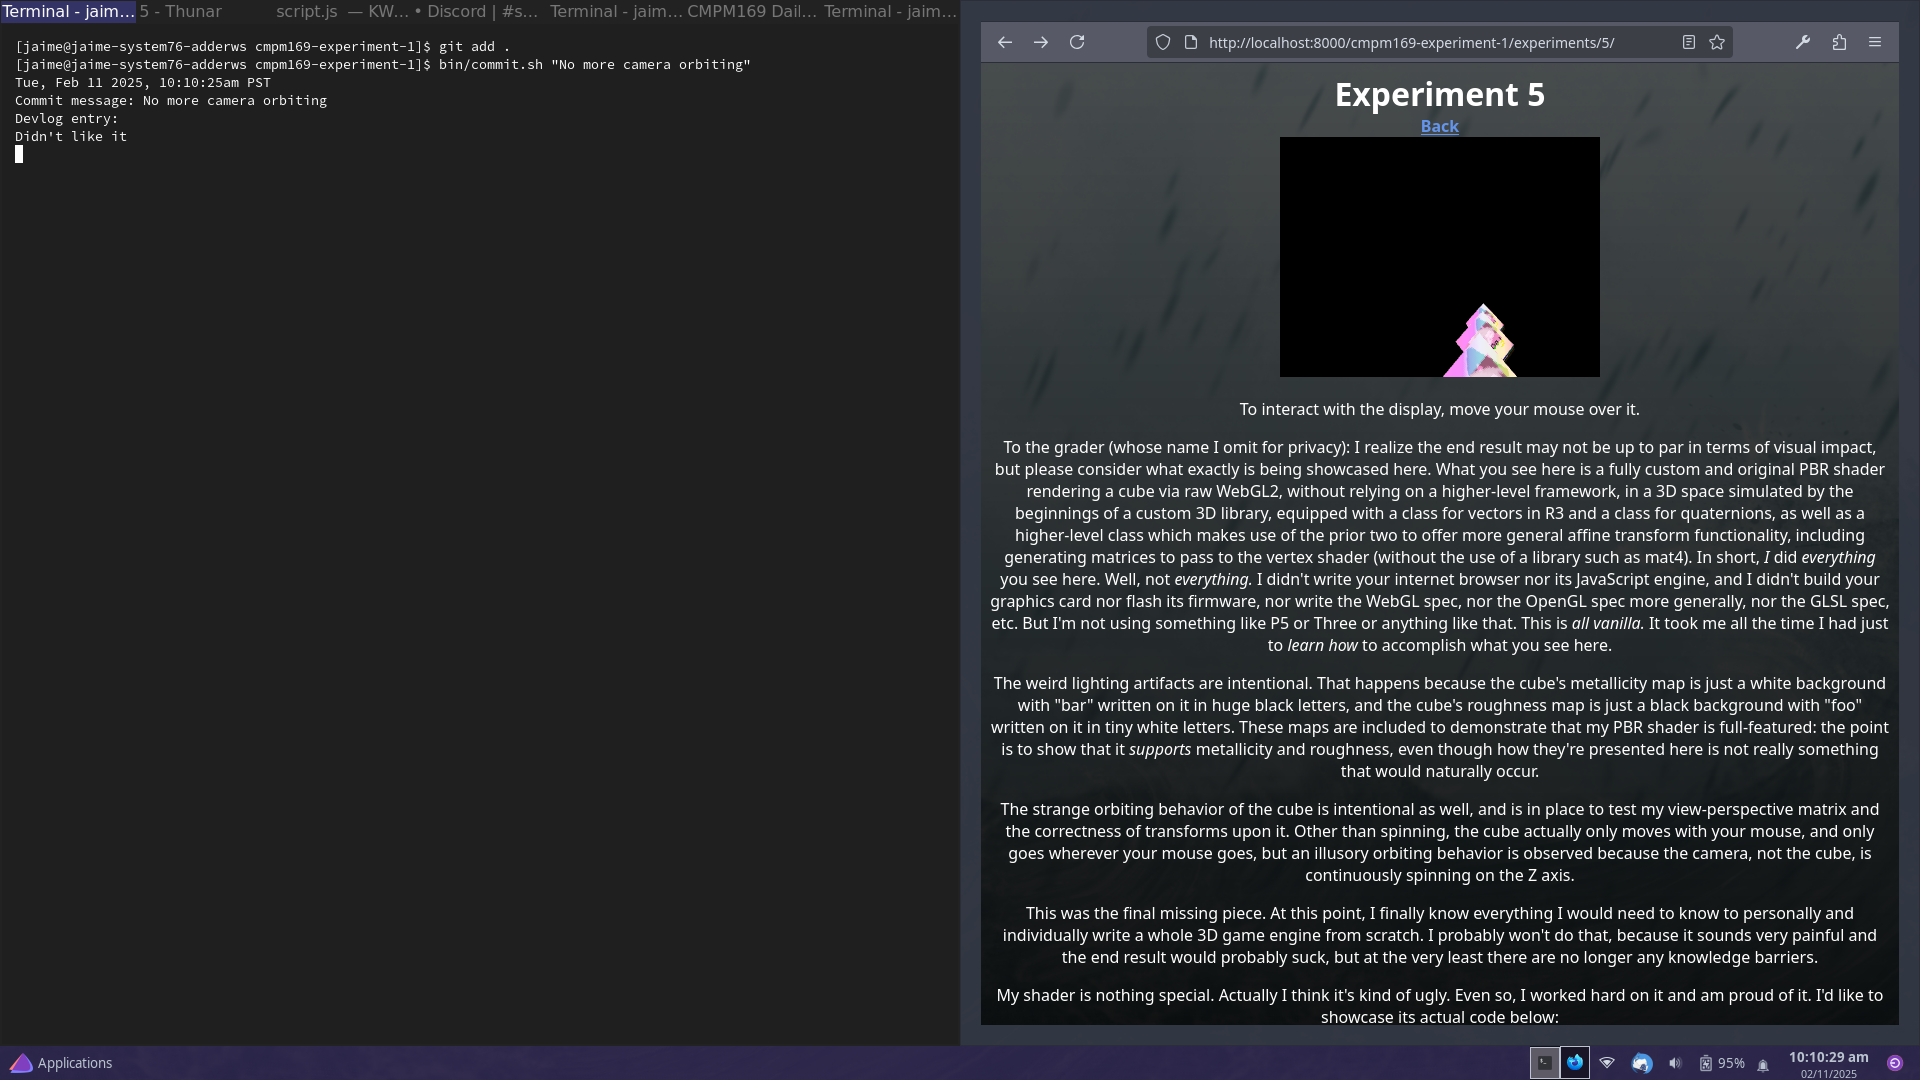 Terminal - jaim... 5 - Thunar script.js — KW... • Discord | #s... Terminal - jaim... CMPM169 Dail... Terminal - jaim...
[jaime@jaime-system76-adderws cmpm169-experiment-1]$ git add .
[jaime@jaime-system76-adderws cmpm169-experiment-1]$ bin/commit.sh "No more camera orbiting"
Tue, Feb 11 2025, 10:10:25am PST
Commit message: No more camera orbiting
Devlog entry:
Didn't like it
http://localhost:8000/cmpm169-experiment-1/experiments/5/
Experiment 5
Back
To interact with the display, move your mouse over it.
To the grader (whose name I omit for privacy): I realize the end result may not be up to par in terms of visual impact,
but please consider what exactly is being showcased here. What you see here is a fully custom and original PBR shader
rendering a cube via raw WebGL2, without relying on a higher-level framework, in a 3D space simulated by the
beginnings of a custom 3D library, equipped with a class for vectors in R3 and a class for quaternions, as well as a
higher-level class which makes use of the prior two to offer more general affine transform functionality, including
generating matrices to pass to the vertex shader (without the use of a library such as mat4). In short, I did everything
you see here. Well, not everything. I didn't write your internet browser nor its JavaScript engine, and I didn't build your
graphics card nor flash its firmware, nor write the WebGL spec, nor the OpenGL spec more generally, nor the GLSL spec,
etc. But I'm not using something like P5 or Three or anything like that. This is all vanilla. It took me all the time I had just
to learn how to accomplish what you see here.
The weird lighting artifacts are intentional. That happens because the cube's metallicity map is just a white background
with "bar" written on it in huge black letters, and the cube's roughness map is just a black background with "foo"
written on it in tiny white letters. These maps are included to demonstrate that my PBR shader is full-featured: the point
is to show that it supports metallicity and roughness, even though how they're presented here is not really something
that would naturally occur.
The strange orbiting behavior of the cube is intentional as well, and is in place to test my view-perspective matrix and
the correctness of transforms upon it. Other than spinning, the cube actually only moves with your mouse, and only
goes wherever your mouse goes, but an illusory orbiting behavior is observed because the camera, not the cube, is
continuously spinning on the Z axis.
This was the final missing piece. At this point, I finally know everything I would need to know to personally and
individually write a whole 3D game engine from scratch. I probably won't do that, because it sounds very painful and
the end result would probably suck, but at the very least there are no longer any knowledge barriers.
My shader is nothing special. Actually I think it's kind of ugly. Even so, I worked hard on it and am proud of it. I'd like to
showcase its actual code below:
Applications
95%
10:10:29 am
02/11/2025